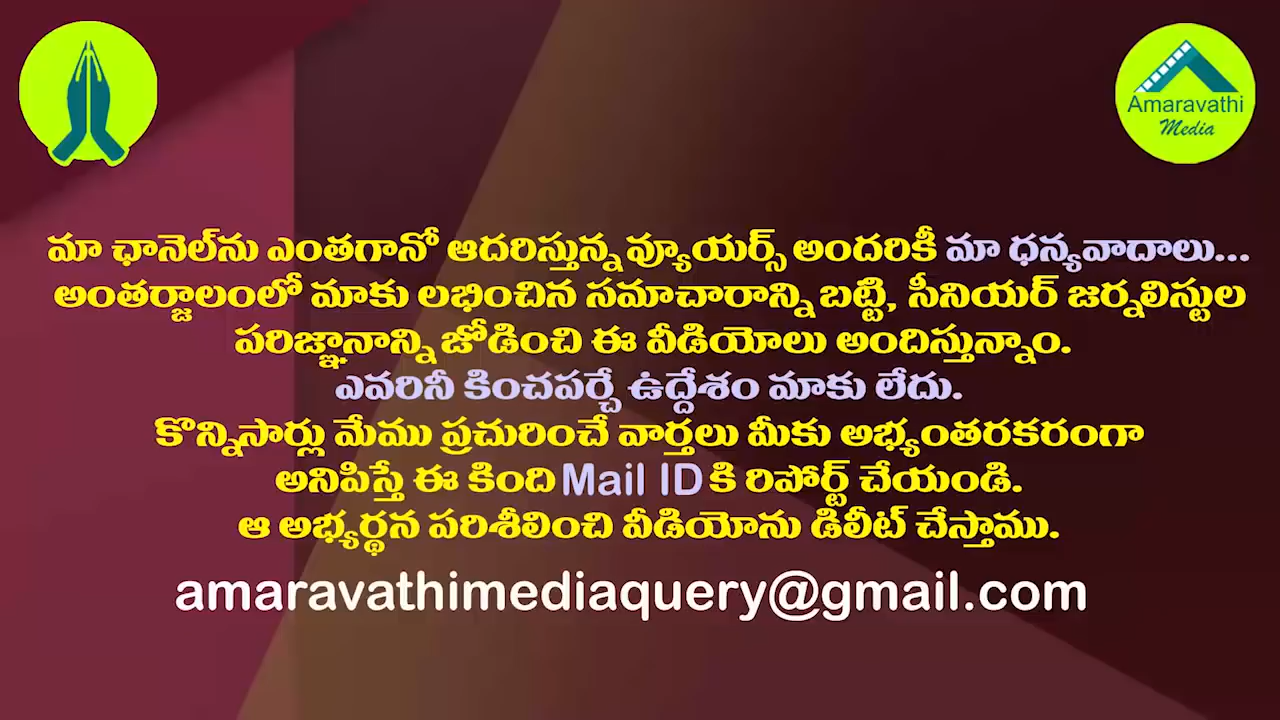 Amaravathi
Media
మా ఛానెల్‌ను ఎంతగానో ఆదరిస్తున్న వ్యూయర్స్ అందరికీ మా ధన్యవాదాలు...
అంతర్జాలంలో మాకు లభించిన సమాచారాన్ని బట్టి, సీనియర్ జర్నలిస్టుల
పరిజ్ఞానాన్ని జోడించి ఈ వీడియోలు అందిస్తున్నాం.
ఎవరినీ కించపర్చే ఉద్దేశం మాకు లేదు.
కొన్నిసార్లు మేము ప్రచురించే వార్తలు మీకు అభ్యంతరకరంగా
అనిపిస్తే ఈ కింది Mail ID కి రిపోర్ట్ చేయండి.
ఆ అభ్యర్థన పరిశీలించి వీడియోను డిలీట్ చేస్తాము.
amaravathimediaquery@gmail.com